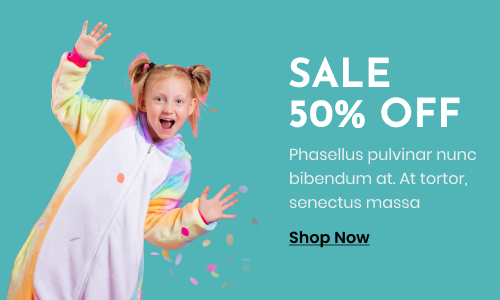 SALE
50% OFF
Phasellus pulvinar nunc
bibendum at. At tortor,
senectus massa
Shop Now